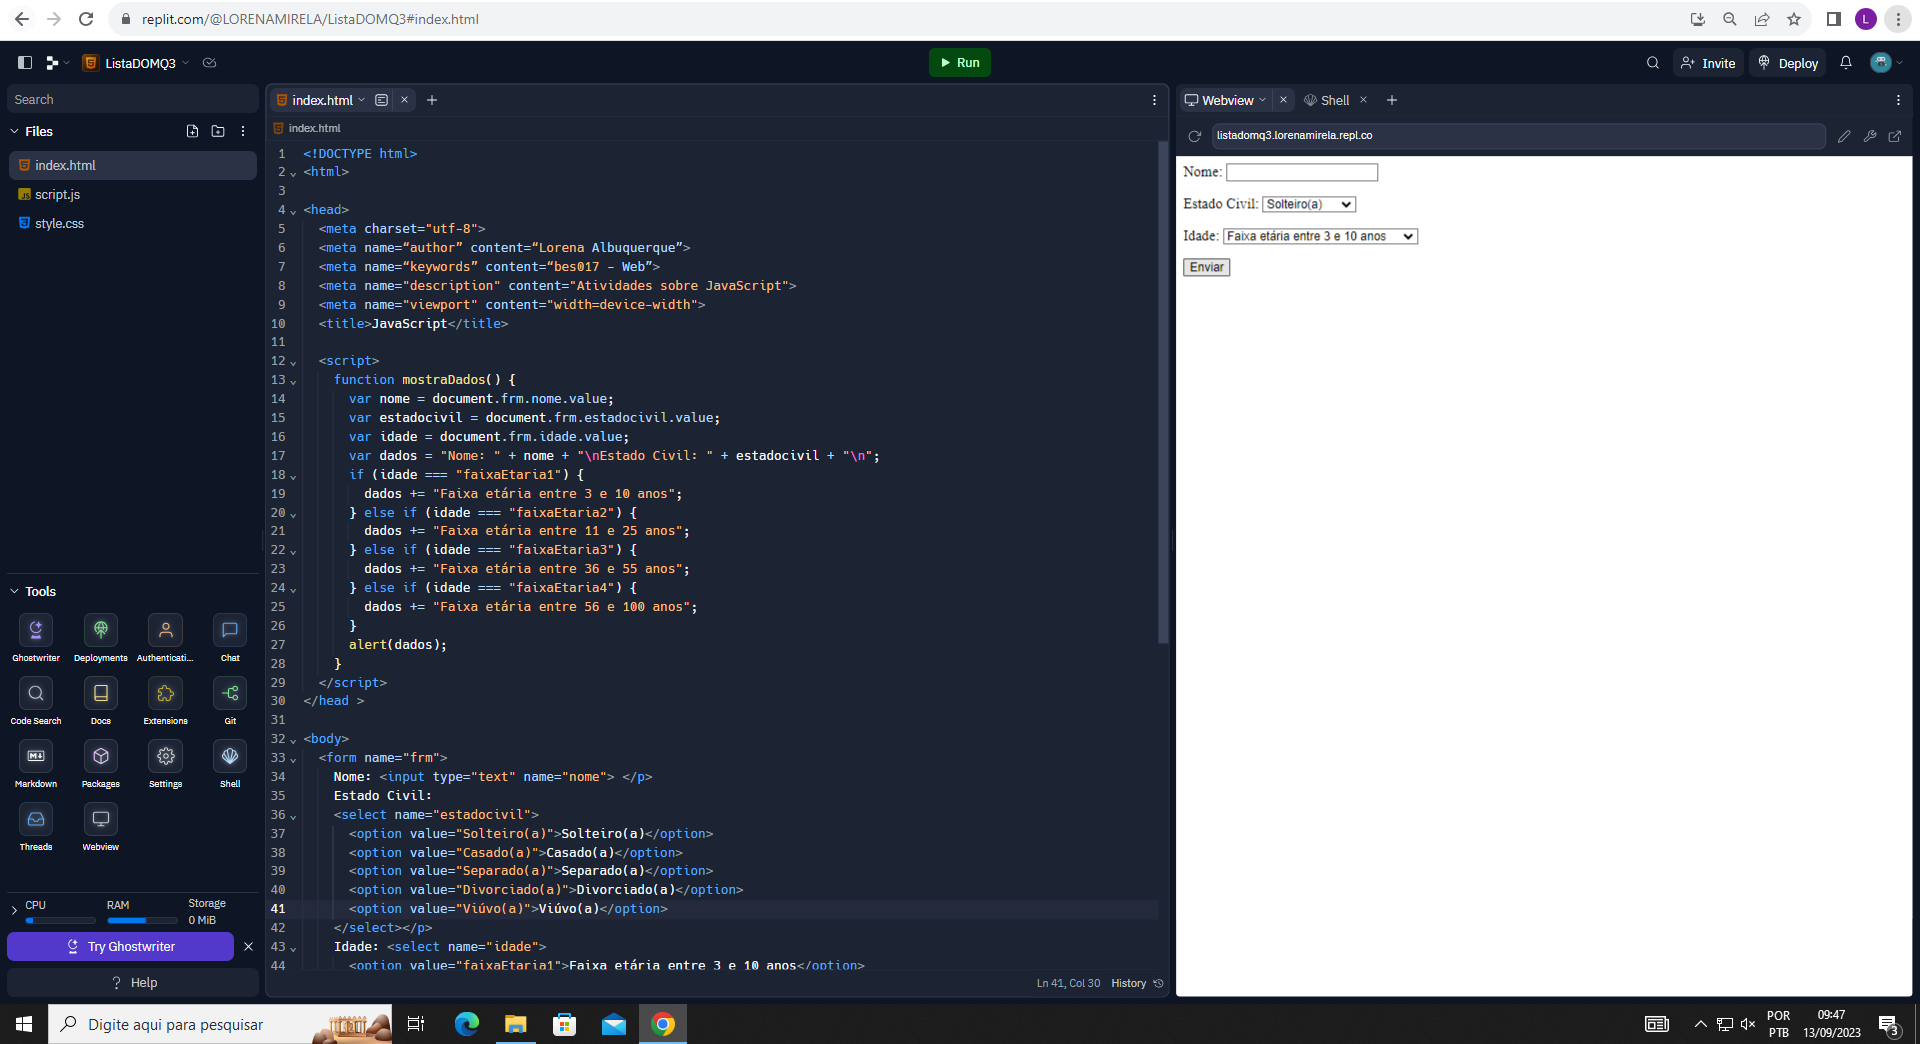 replit.com/@LORENAMIRELA/ListaDOMQ3#index.html
L
ListaDOMQ3
Run
Invite
Deploy
Search
Files
index.html
script.js
style.css
Tools
Ghostwriter
Deployments
Authenticati...
Chat
Code Search
Docs
Extensions
Git
Markdown
Packages
Settings
Shell
Threads
Webview
CPU
RAM
Storage
0 MiB
Try Ghostwriter
Help
index.html
index.html
1 <!DOCTYPE html>
2 <html>
3
4 <head>
5 <meta charset="utf-8">
6 <meta name=“author” content=“Lorena Albuquerque”>
7 <meta name=“keywords” content=“bes017 - Web”>
8 <meta name="description" content="Atividades sobre JavaScript">
9 <meta name="viewport" content="width=device-width">
10 <title>JavaScript</title>
11
12 <script>
13 function mostraDados() {
14 var nome = document.frm.nome.value;
15 var estadocivil = document.frm.estadocivil.value;
16 var idade = document.frm.idade.value;
17 var dados = "Nome: " + nome + "\nEstado Civil: " + estadocivil + "\n";
18 if (idade === "faixaEtaria1") {
19 dados += "Faixa etária entre 3 e 10 anos";
20 } else if (idade === "faixaEtaria2") {
21 dados += "Faixa etária entre 11 e 25 anos";
22 } else if (idade === "faixaEtaria3") {
23 dados += "Faixa etária entre 36 e 55 anos";
24 } else if (idade === "faixaEtaria4") {
25 dados += "Faixa etária entre 56 e 100 anos";
26 }
27 alert(dados);
28 }
29 </script>
30 </head >
31
32 <body>
33 <form name="frm">
34 Nome: <input type="text" name="nome"> </p>
35 Estado Civil:
36 <select name="estadocivil">
37 <option value="Solteiro(a)">Solteiro(a)</option>
38 <option value="Casado(a)">Casado(a)</option>
39 <option value="Separado(a)">Separado(a)</option>
40 <option value="Divorciado(a)">Divorciado(a)</option>
41 <option value="Viúvo(a)">Viúvo(a)</option>
42 </select></p>
43 Idade: <select name="idade">
44 <option value="faixaEtaria1">Faixa etária entre 3 e 10 anos</option>
Ln 41, Col 30 History
Webview
Shell
listadomq3.lorenamirela.repl.co
Nome:
Estado Civil: Solteiro(a)
Idade: Faixa etária entre 3 e 10 anos
Enviar
Digite aqui para pesquisar
POR
PTB
09:47
13/09/2023
3